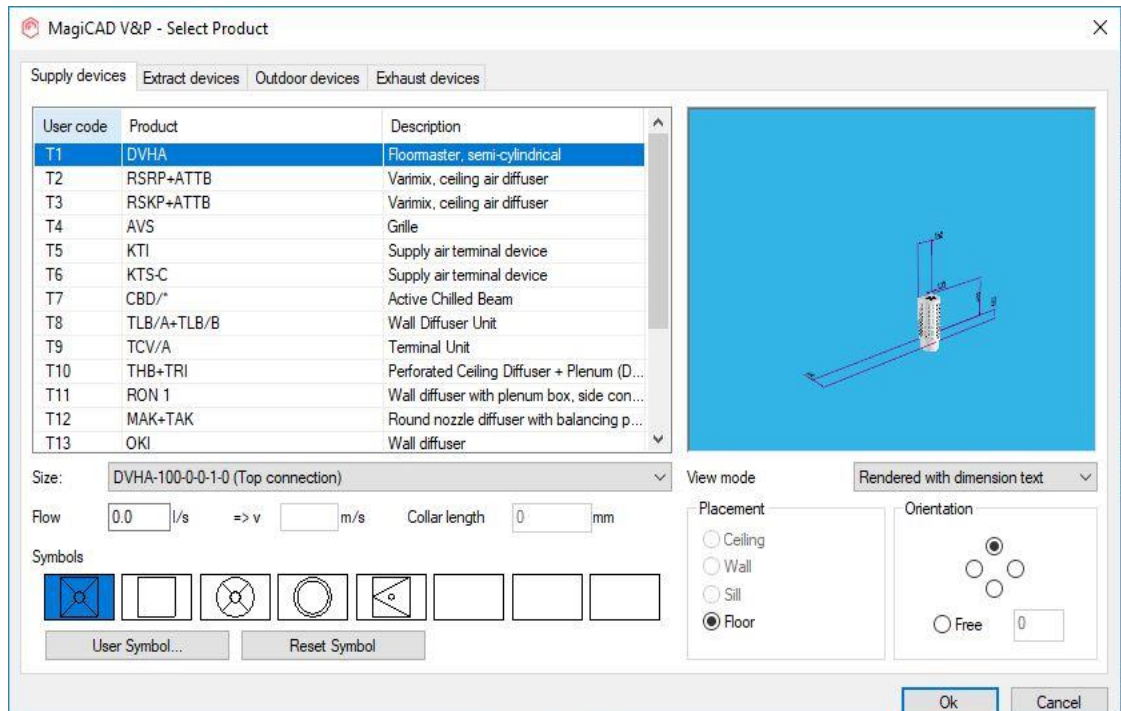 MagiCAD V&P - Select Product
Supply devices Extract devices Outdoor devices Exhaust devices
User code Product Description
T1 DVHA Floormaster, semi-cylindrical
T2 RSRP+ATTB Varimix, ceiling air diffuser
T3 RSKP+ATTB Varimix, ceiling air diffuser
T4 AVS Grille
T5 KTI Supply air terminal device
T6 KTS-C Supply air terminal device
T7 CBD/* Active Chilled Beam
T8 TLB/A+TLB/B Wall Diffuser Unit
T9 TCV/A Terminal Unit
T10 THB+TRI Perforated Ceiling Diffuser + Plenum (D...
T11 RON 1 Wall diffuser with plenum box, side con...
T12 MAK+TAK Round nozzle diffuser with balancing p...
T13 OKI Wall diffuser
Size: DVHA-100-0-0-1-0 (Top connection) View mode Rendered with dimension text
Flow 0.0 l/s => v m/s Collar length 0 mm
Symbols
User Symbol... Reset Symbol
Placement
Ceiling
Wall
Sill
Floor
Orientation
Free 0
Ok Cancel